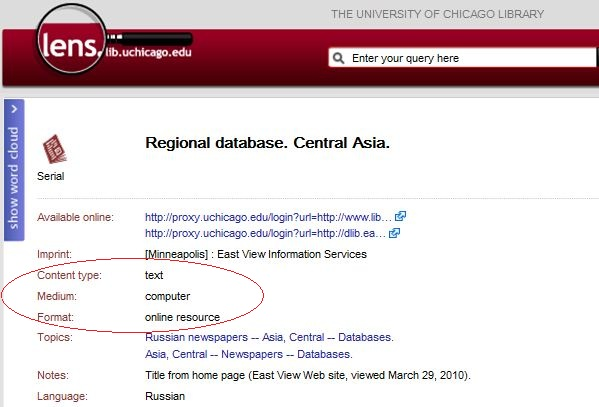 THE UNIVERSITY OF CHICAGO LIBRARY
lens.lib.uchicago.edu
Enter your query here
show word cloud
Regional database. Central Asia.
Serial
Available online: http://proxy.uchicago.edu/login?url=http://www.lib...
http://proxy.uchicago.edu/login?url=http://dlib.ea...
Imprint: [Minneapolis] : East View Information Services
Content type: text
Medium: computer
Format: online resource
Topics: Russian newspapers -- Asia, Central -- Databases.
Asia, Central -- Newspapers -- Databases.
Notes: Title from home page (East View Web site, viewed March 29, 2010).
Language: Russian